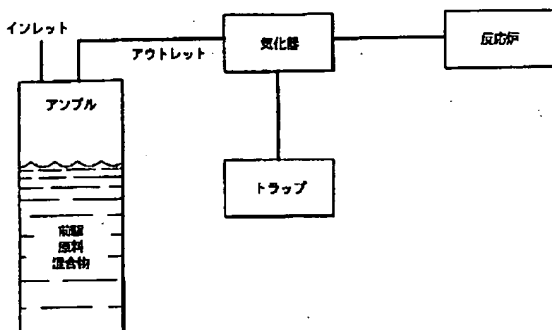 インレット
アウトレット
気化器
反応炉
アンプル
トラップ
前駆
原料
混合物